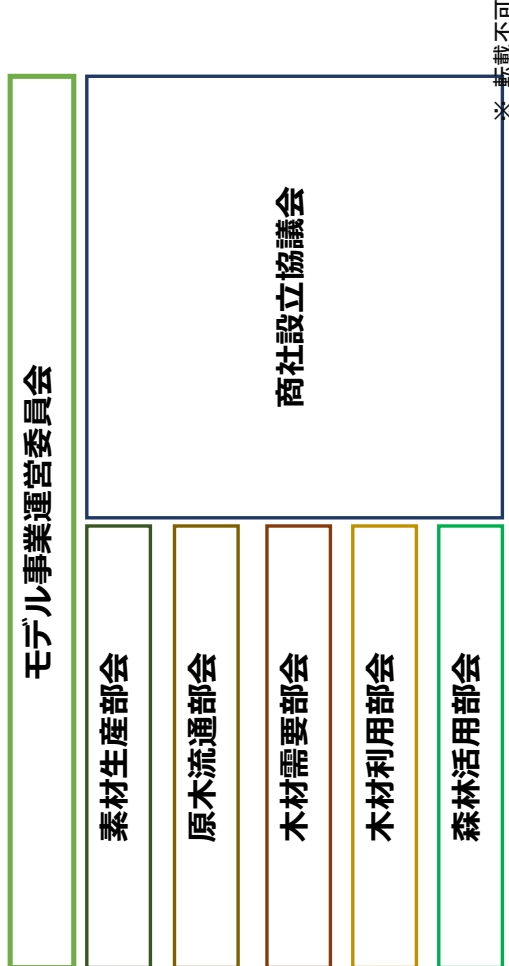 モデル事業運営委員会
素材生産部会
原木流通部会
木材需要部会
木材利用部会
森林活用部会
商社設立協議会
※ 転載不可